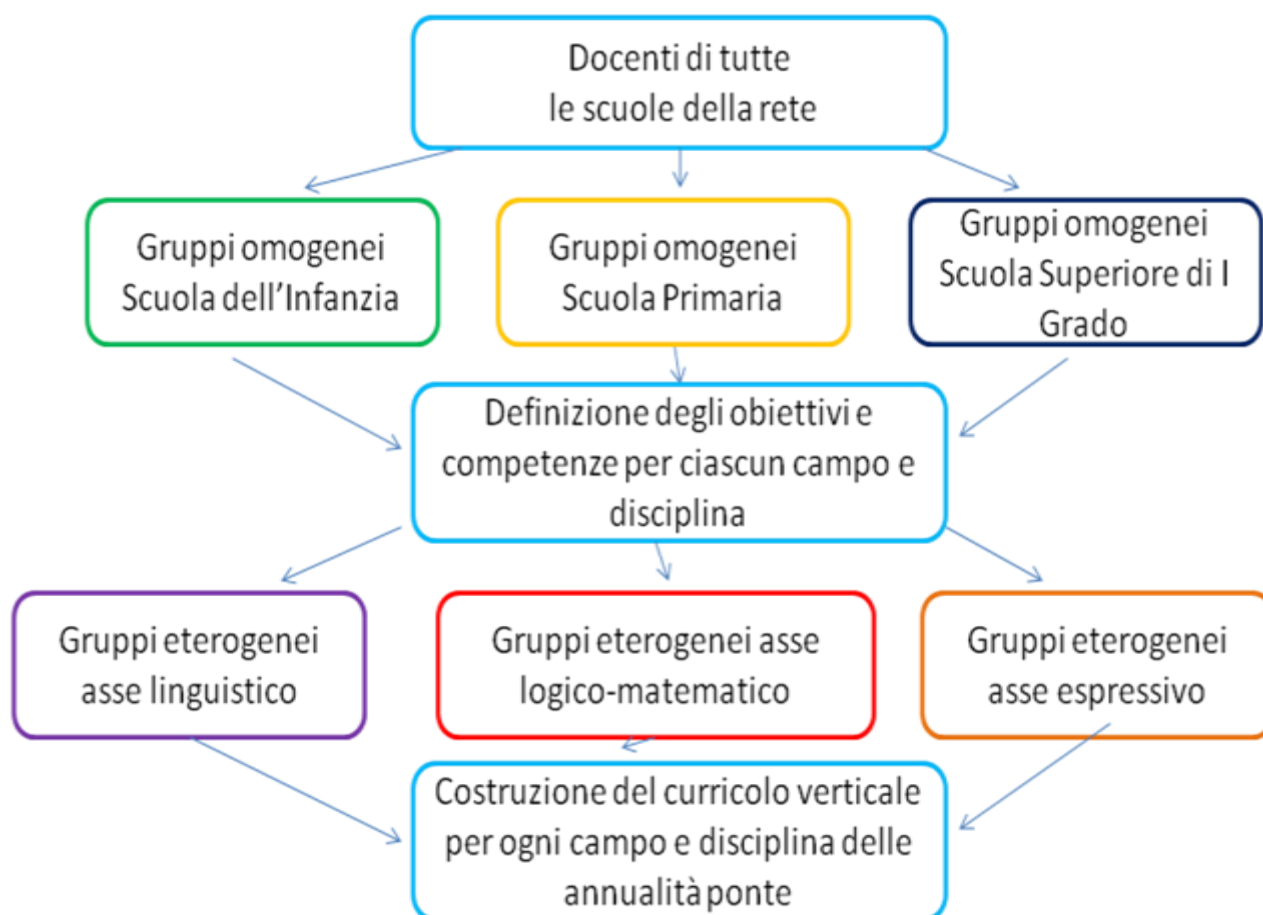 Docenti di tutte
le scuole della rete
Gruppi omogenei
Scuola dell'Infanzia
Gruppi omogenei
Scuola Primaria
Gruppi omogenei
Scuola Superiore di I
Grado
Definizione degli obiettivi e
competenze per ciascun campo e
disciplina
Gruppi eterogenei
asse linguistico
Gruppi eterogenei asse
logico-matematico
Gruppi eterogenei
asse espressivo
Costruzione del curricolo verticale
per ogni campo e disciplina delle
annualità ponte